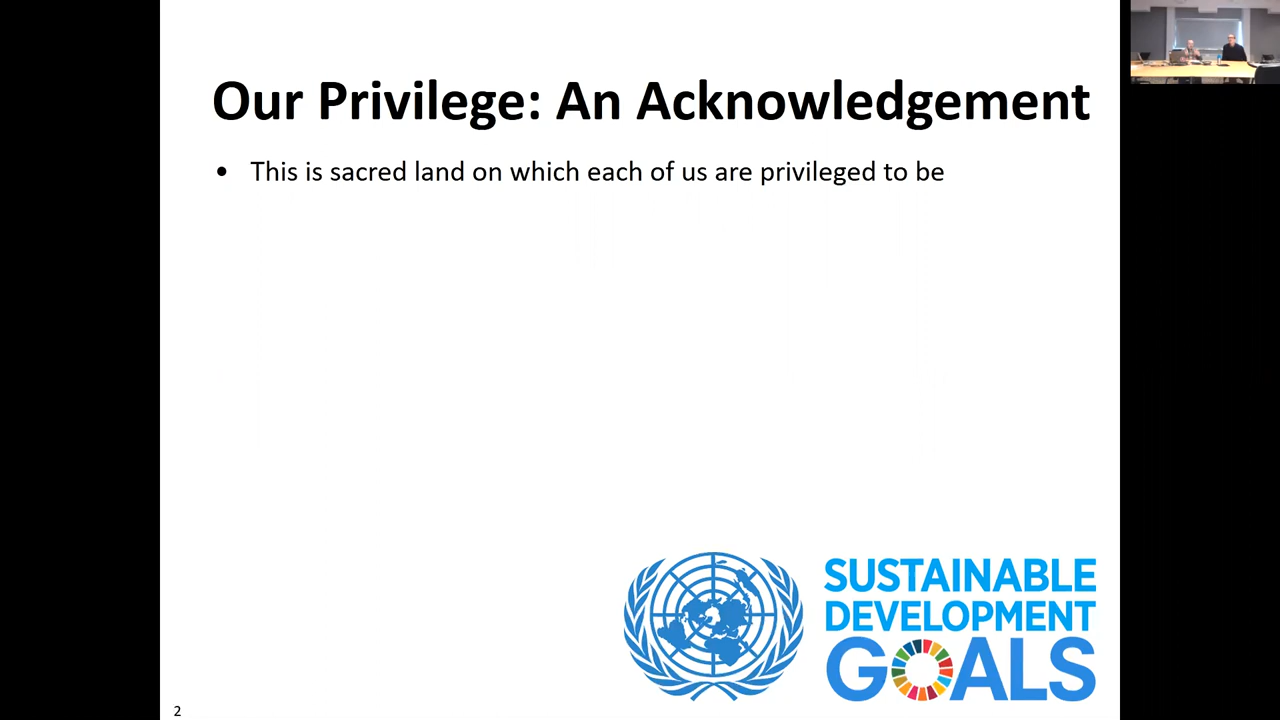 Our Privilege: An Acknowledgement
• This is sacred land on which each of us are privileged to be
SUSTAINABLE
DEVELOPMENT
GOALS
2